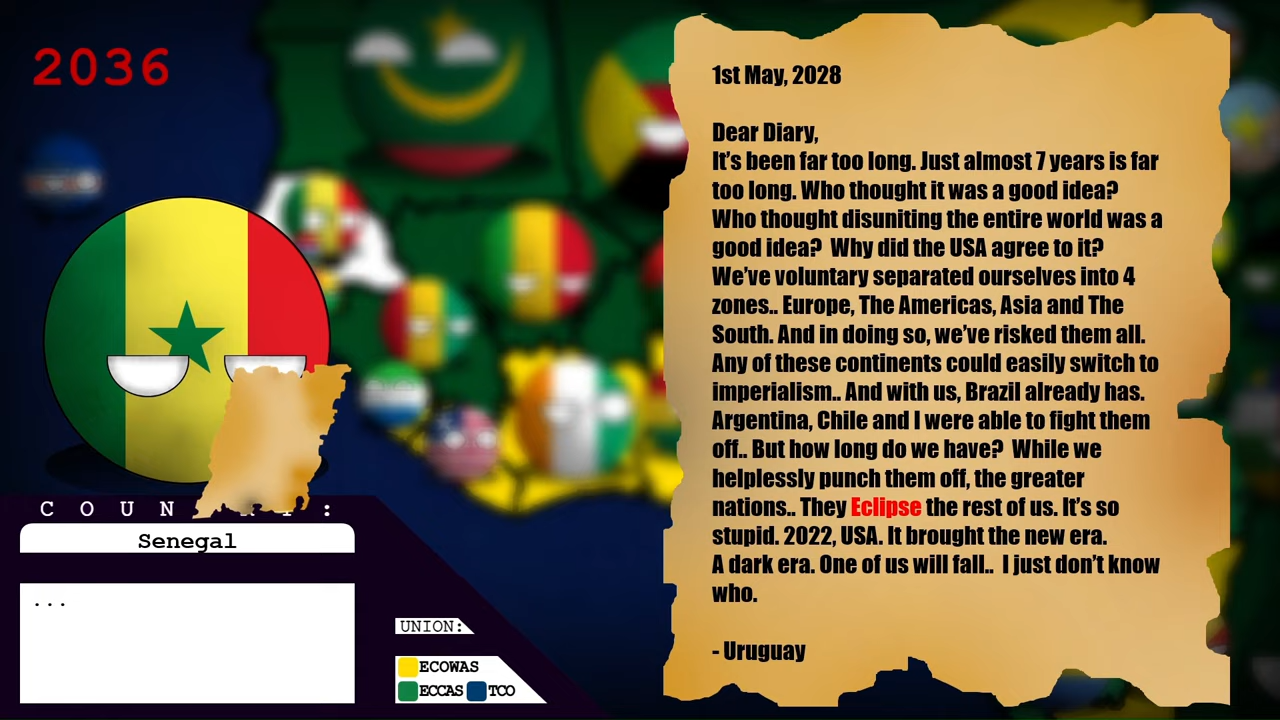 2036
1st May, 2028
Dear Diary,
It's been far too long. Just almost 7 years is far
too long. Who thought it was a good idea?
Who thought disuniting the entire world was a
good idea?  Why did the USA agree to it?
We've voluntary separated ourselves into 4
zones.. Europe, The Americas, Asia and The
South. And in doing so, we've risked them all.
Any of these continents could easily switch to
imperialism.. And with us, Brazil already has.
Argentina, Chile and I were able to fight them
off.. But how long do we have?  While we
helplessly punch them off, the greater
nations.. They Eclipse the rest of us. It's so
stupid. 2022, USA. It brought the new era.
A dark era. One of us will fall..  I just don't know
who.
- Uruguay
Senegal
...
UNION:
ECOWAS
ECCAS TCO